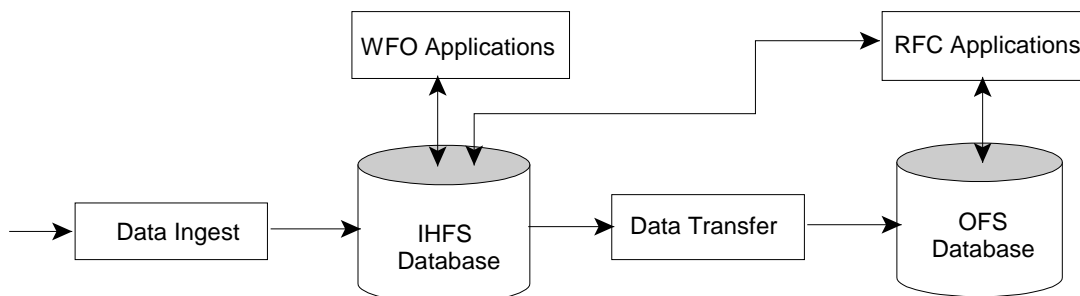 WFO Applications
RFC Applications
Data Ingest
IHFS
Database
Data Transfer
OFS
Database